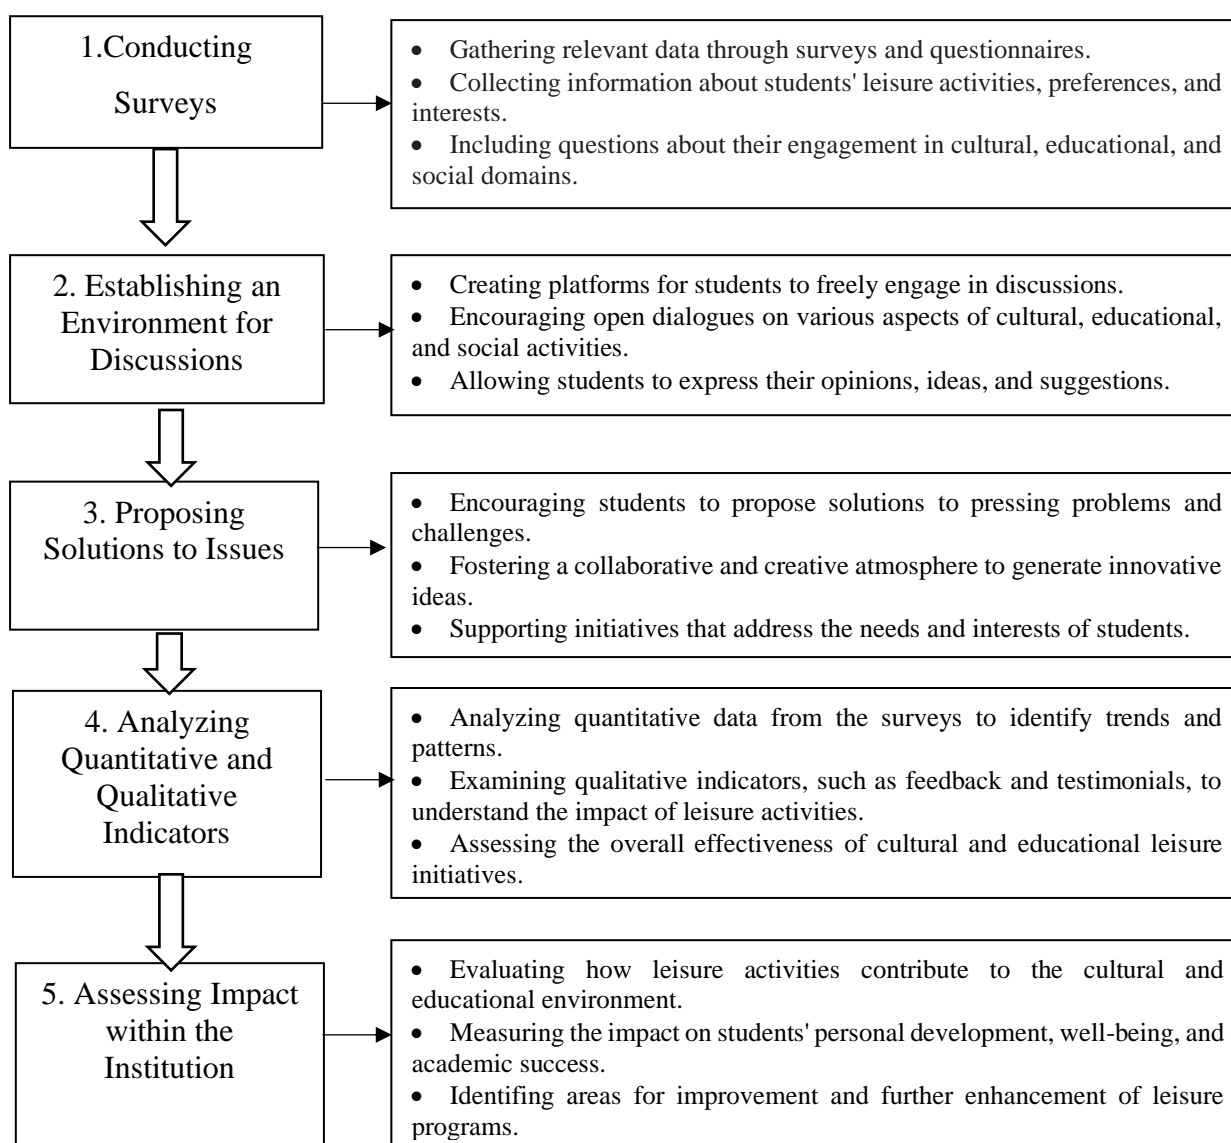 1.Conducting
Surveys
• Gathering relevant data through surveys and questionnaires.
• Collecting information about students' leisure activities, preferences, and
interests.
• Including questions about their engagement in cultural, educational, and
social domains.
2. Establishing an
Environment for
Discussions
• Creating platforms for students to freely engage in discussions.
• Encouraging open dialogues on various aspects of cultural, educational,
and social activities.
• Allowing students to express their opinions, ideas, and suggestions.
3. Proposing
Solutions to Issues
• Encouraging students to propose solutions to pressing problems and
challenges.
• Fostering a collaborative and creative atmosphere to generate innovative
ideas.
• Supporting initiatives that address the needs and interests of students.
4. Analyzing
Quantitative and
Qualitative
Indicators
• Analyzing quantitative data from the surveys to identify trends and
patterns.
• Examining qualitative indicators, such as feedback and testimonials, to
understand the impact of leisure activities.
• Assessing the overall effectiveness of cultural and educational leisure
initiatives.
5. Assessing Impact
within the
Institution
• Evaluating how leisure activities contribute to the cultural and
educational environment.
• Measuring the impact on students' personal development, well-being, and
academic success.
• Identifing areas for improvement and further enhancement of leisure
programs.